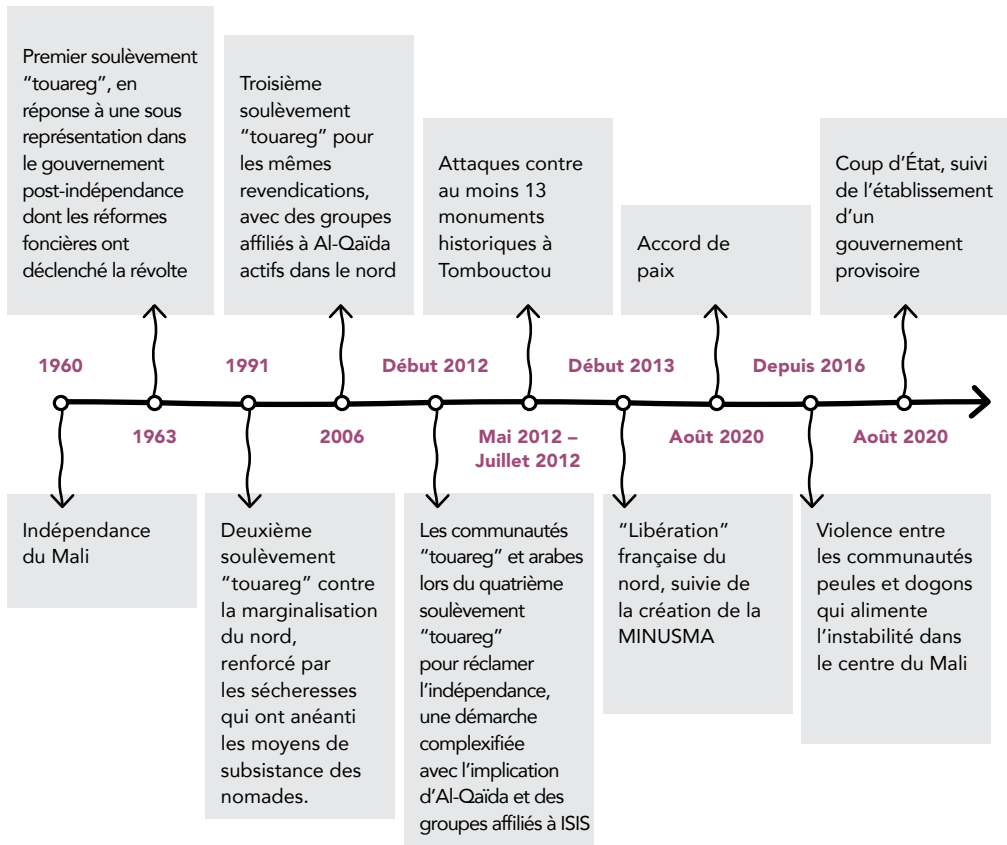 Premier soulèvement
“touareg”, en
réponse à une sous
représentation dans
le gouvernement
post-indépendance
dont les réformes
foncières ont
déclenché la révolte
Troisième
soulèvement
“touareg” pour
les mêmes
revendications,
avec des groupes
affiliés à Al-Qaïda
actifs dans le nord
Attaques contre
au moins 13
monuments
historiques à
Tombouctou
Accord de
paix
Coup d’État, suivi
de l’établissement
d’un
gouvernement
provisoire
1960
1991
Début 2012
Début 2013
Depuis 2016
1963
2006
Mai 2012 –
Juillet 2012
Août 2020
Août 2020
Indépendance
du Mali
Deuxième
soulèvement
“touareg” contre
la marginalisation
du nord,
renforcé par
les sécheresses
qui ont anéanti
les moyens de
subsistance des
nomades.
Les communautés
“touareg” et arabes
lors du quatrième
soulèvement
“touareg”
pour réclamer
l’indépendance,
une démarche
complexifiée
avec l’implication
d’Al-Qaïda et des
groupes affiliés à ISIS
“Libération”
française du
nord, suivie de
la création de la
MINUSMA
Violence entre
les communautés
peules et dogons
qui alimente
l’instabilité dans
le centre du Mali